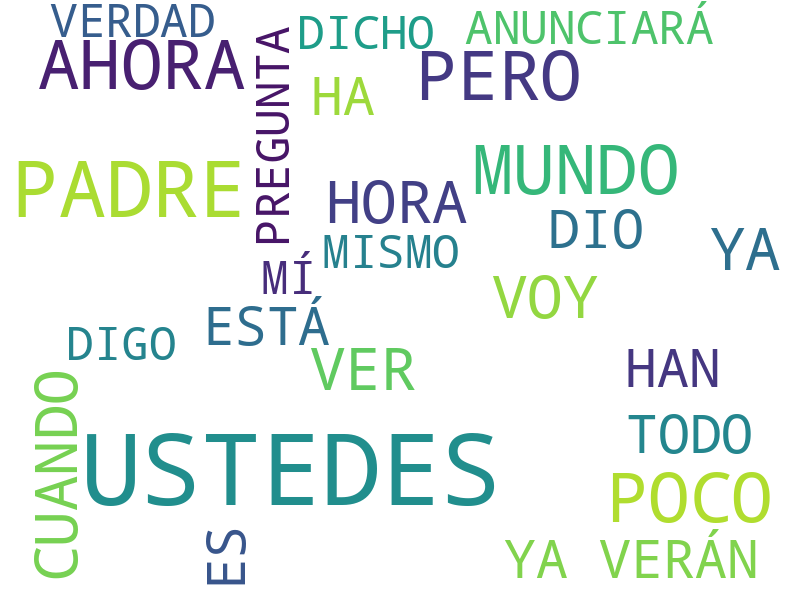 VERDAD
DICHO
ANUNCIARÁ
AHORA
PREGUNTA
HA
PERO
PADRE
HORA
MUNDO
DIO
YA
MISMO
MÍ
VOY
DIGO
ESTÁ
VER
HAN
CUANDO
USTEDES
TODO
POCO
ES
YA VERÁN